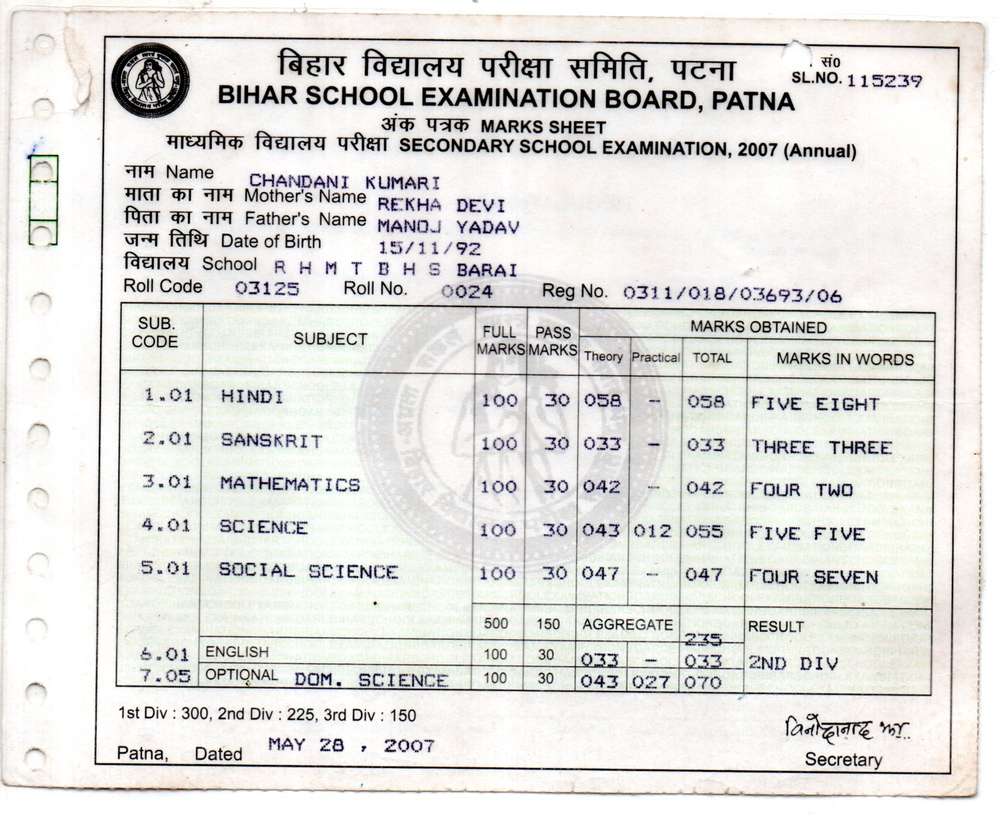 बिहार विद्यालय परीक्षा समिति, पटना
सं०
SL.NO. 115239
BIHAR SCHOOL EXAMINATION BOARD, PATNA
अंक पत्रक MARKS SHEET
माध्यमिक विद्यालय परीक्षा SECONDARY SCHOOL EXAMINATION, 2007 (Annual)
नाम Name CHANDANI KUMARI
माता का नाम Mother's Name REKHA DEVI
पिता का नाम Father's Name MANOJ YADAV
जन्म तिथि Date of Birth 15/11/92
विद्यालय School R H M T B H S BARAI
Roll Code 03125 Roll No. 0024 Reg No. 0311/018/03693/06
SUB. CODE SUBJECT FULL MARKS PASS MARKS MARKS OBTAINED
Theory Practical TOTAL MARKS IN WORDS
1.01 HINDI 100 30 058 - 058 FIVE EIGHT
2.01 SANSKRIT 100 30 033 - 033 THREE THREE
3.01 MATHEMATICS 100 30 042 - 042 FOUR TWO
4.01 SCIENCE 100 30 043 012 055 FIVE FIVE
5.01 SOCIAL SCIENCE 100 30 047 - 047 FOUR SEVEN
500 150 AGGREGATE 235 RESULT
6.01 ENGLISH 100 30 033 - 033 2ND DIV
7.05 OPTIONAL DOM. SCIENCE 100 30 043 027 070
1st Div : 300, 2nd Div : 225, 3rd Div : 150
Patna, Dated MAY 28 , 2007
विनोदानन्द झा
Secretary